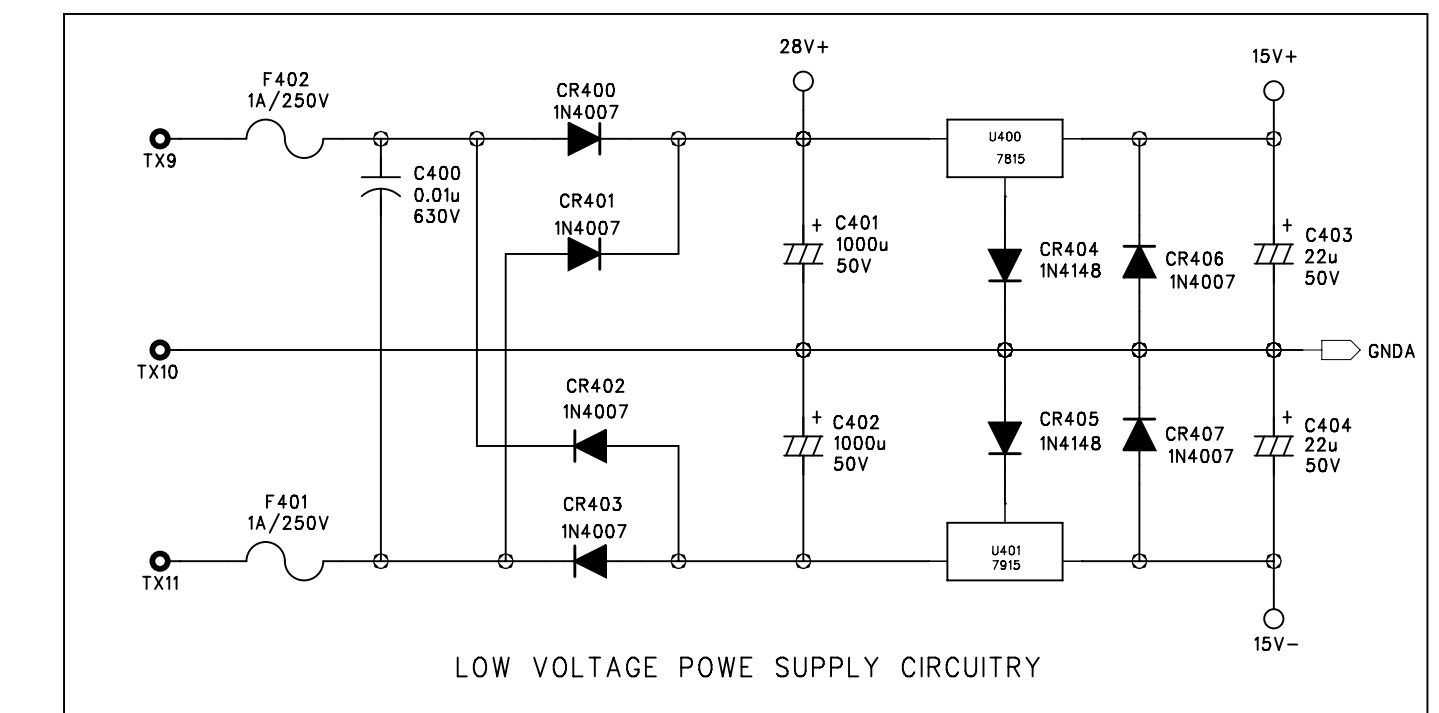 28V+
15V+
F402
1A/250V
CR400
1N4007
TX9
U400
7815
C400
0.01u
630V
CR401
1N4007
+ C401
1000u
50V
CR404
1N4148
CR406
1N4007
+ C403
22u
50V
TX10
GNDA
CR402
1N4007
+ C402
1000u
50V
CR405
1N4148
CR407
1N4007
+ C404
22u
50V
F401
1A/250V
CR403
1N4007
TX11
U401
7915
15V-
LOW VOLTAGE POWE SUPPLY CIRCUITRY